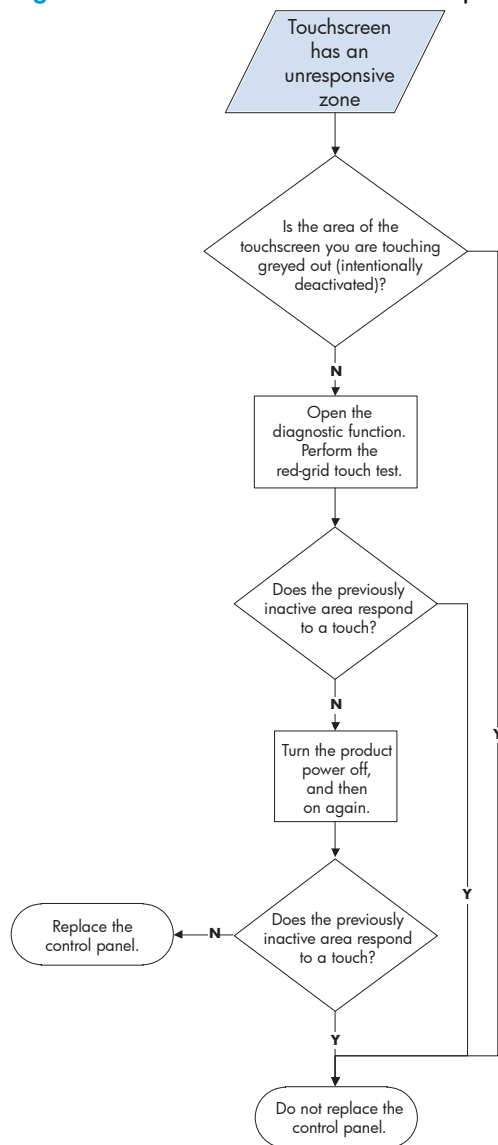 Touchscreen
has an
unresponsive
zone
Is the area of the
touchscreen you are touching
greyed out (intentionally
deactivated)?
N
Open the
diagnostic function.
Perform the
red-grid touch test.
Does the previously
inactive area respond
to a touch?
N
Y
Turn the product
power off,
and then
on again.
Y
Does the previously
inactive area respond
to a touch?
N
Replace the
control panel.
Y
Do not replace the
control panel.